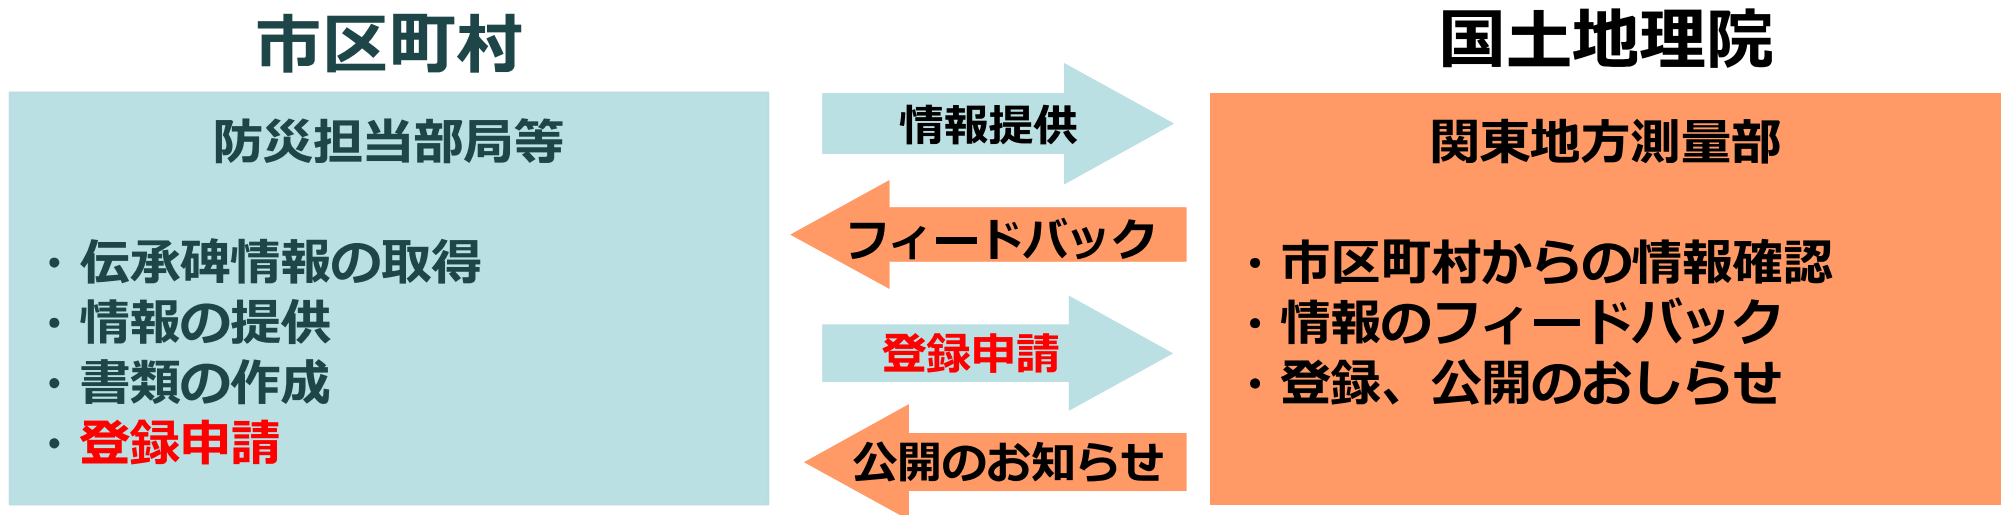 市区町村
防災担当部局等
・伝承碑情報の取得
・情報の提供
・書類の作成
・登録申請
情報提供
フィードバック
登録申請
公開のお知らせ
国土地理院
関東地方測量部
・市区町村からの情報確認
・情報のフィードバック
・登録、公開のおしらせ